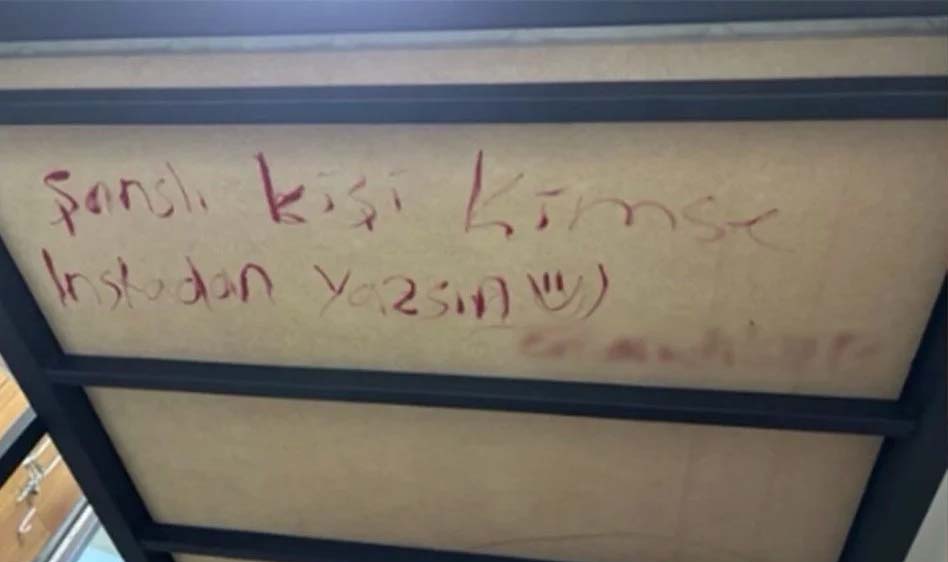 Şanslı kişi kimse
Instadan yazsın :))